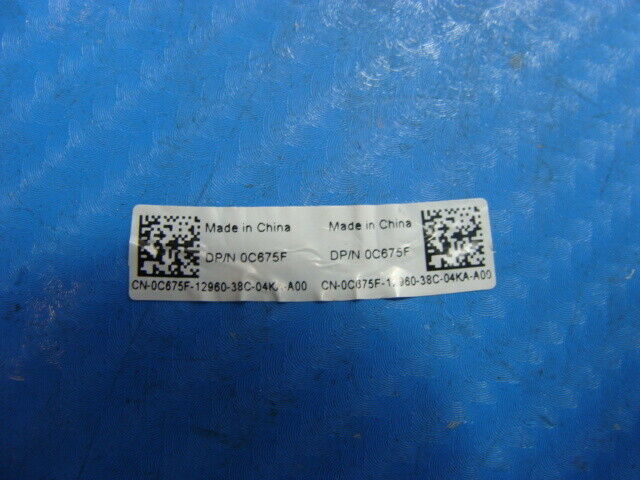 Made in China Made in China
DP/N 0C675F DP/N 0C675F
CN-0C675F-12960-38C-04KA-A00 CN-0C675F-12960-38C-04KA-A00